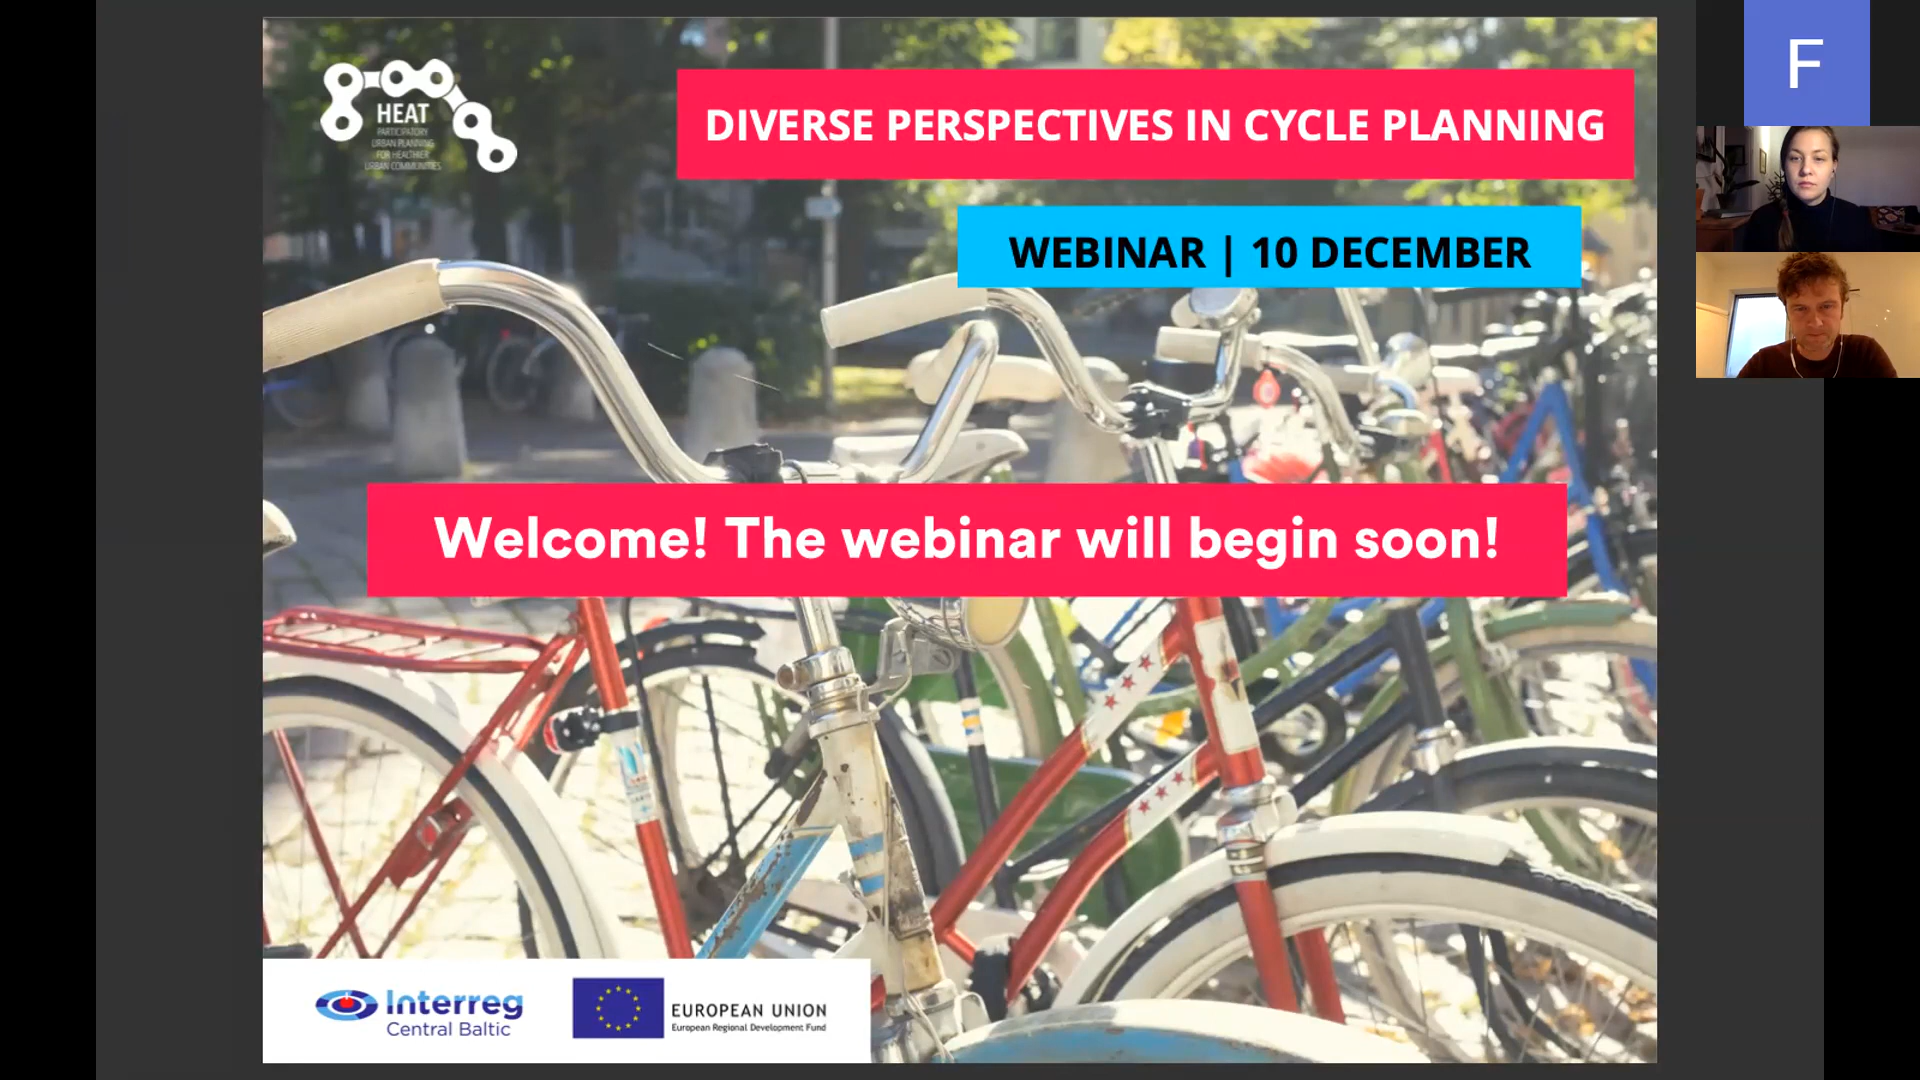 HEAT
PARTICIPATORY
URBAN PLANNING
FOR HEALTHIER
URBAN COMMUNITIES
DIVERSE PERSPECTIVES IN CYCLE PLANNING
WEBINAR | 10 DECEMBER
Welcome! The webinar will begin soon!
Interreg
Central Baltic
EUROPEAN UNION
European Regional Development Fund
F